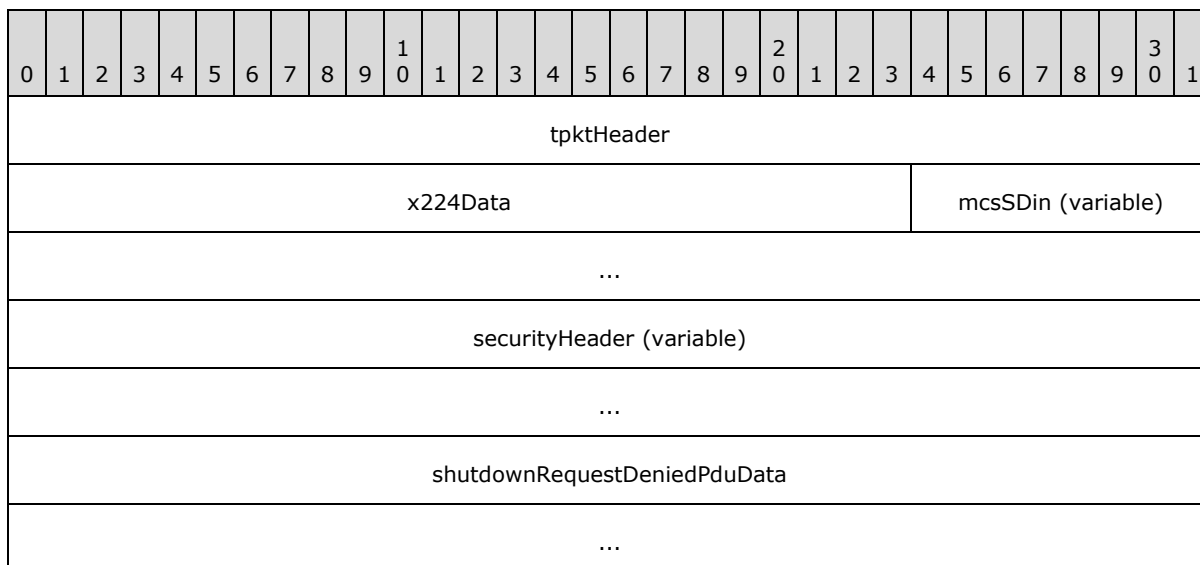 0 1 2 3 4 5 6 7 8 9 1 0 1 2 3 4 5 6 7 8 9 2 0 1 2 3 4 5 6 7 8 9 3 0 1
tpktHeader
x224Data mcsSDin (variable)
...
securityHeader (variable)
...
shutdownRequestDeniedPduData
...